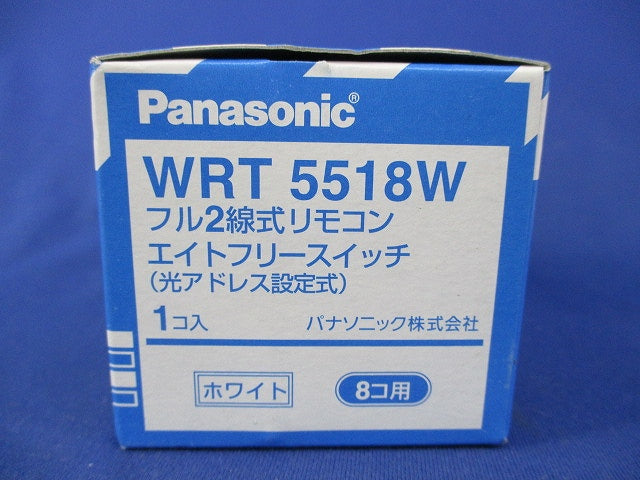 Panasonic®
WRT 5518W
フル2線式リモコン
エイトフリースイッチ
(光アドレス設定式)
1コ入 パナソニック株式会社
ホワイト 8コ用